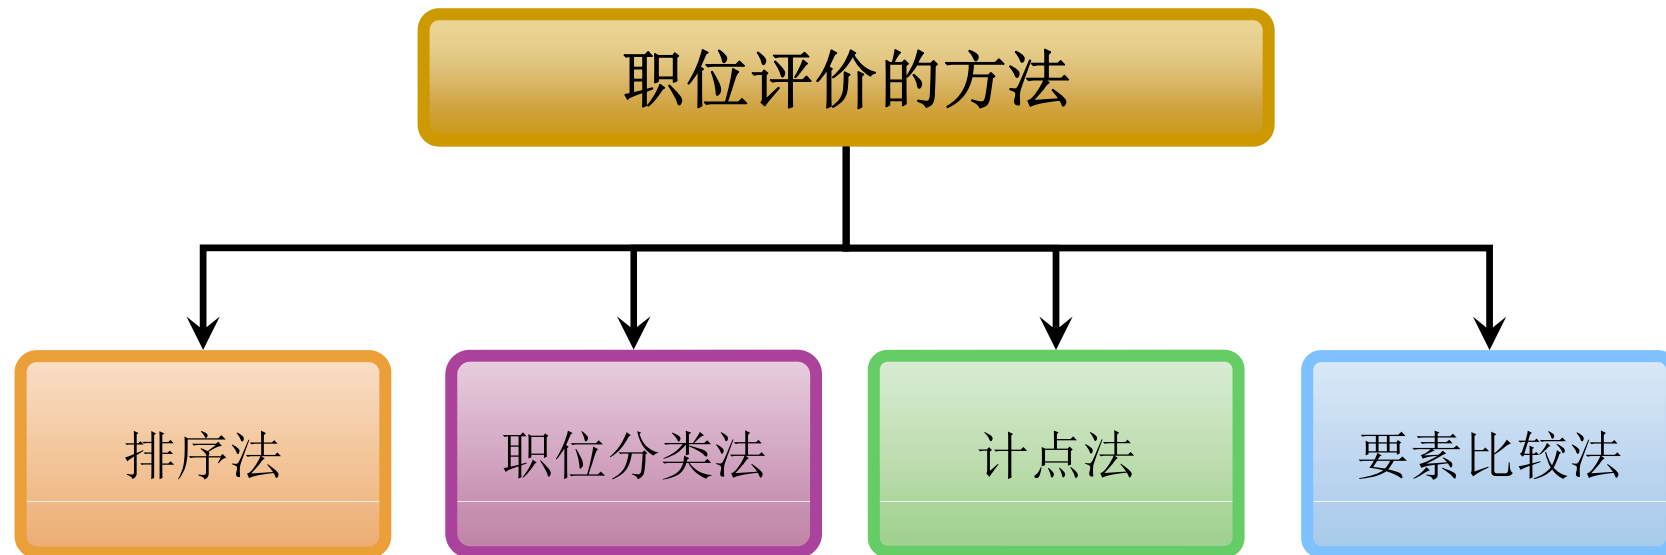 职位评价的方法
排序法
职位分类法
计点法
要素比较法